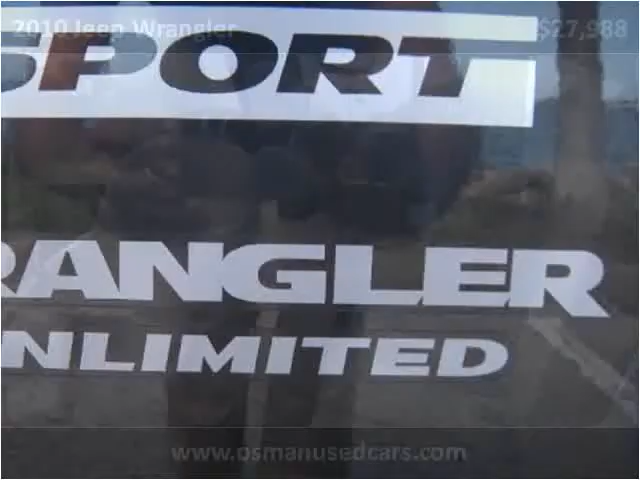 2010 Jeep Wrangler $27,988
SPORT
RANGLER
NLIMITED
www.osmanusedcars.com